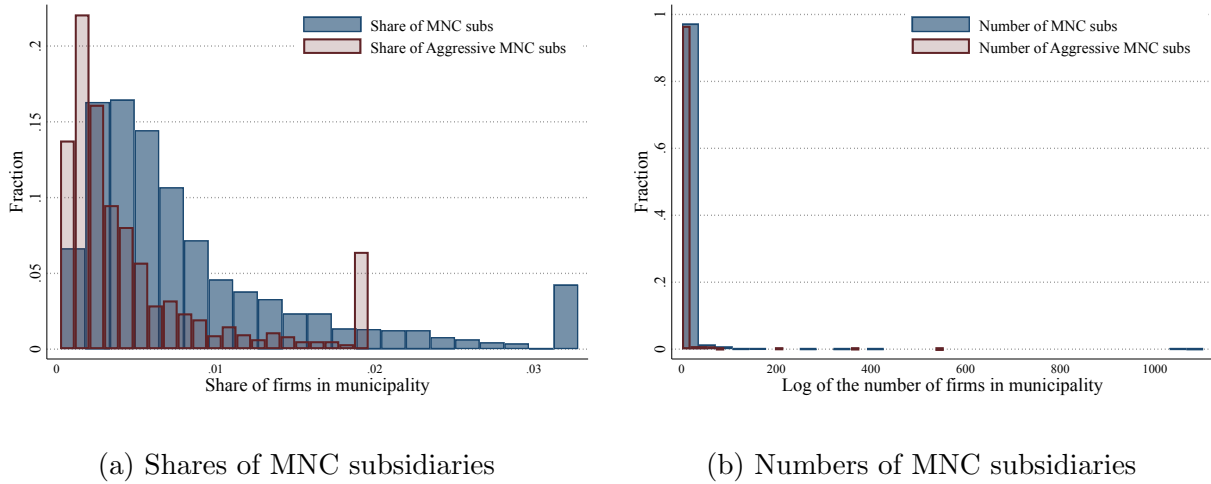 Share of MNC subs
Share of Aggressive MNC subs
Fraction
.2
.15
.1
.05
0
0
.01
.02
.03
Share of firms in municipality
(a) Shares of MNC subsidiaries
Number of MNC subs
Number of Aggressive MNC subs
Fraction
1
.8
.6
.4
.2
0
0
200
400
600
800
1000
Log of the number of firms in municipality
(b) Numbers of MNC subsidiaries